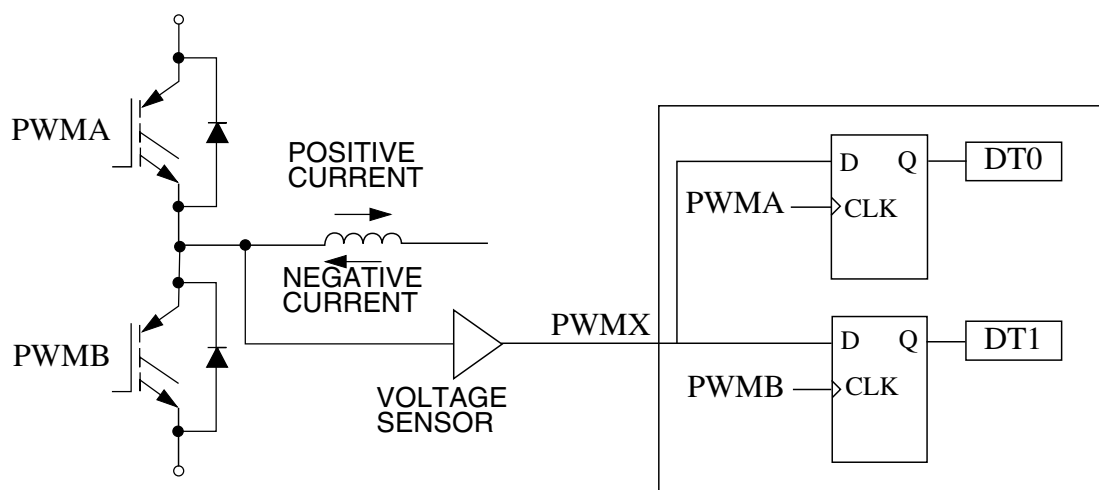 PWMA
POSITIVE
CURRENT
NEGATIVE
CURRENT
PWMB
VOLTAGE
SENSOR
PWMX
D Q
PWMA
CLK
DT0
D Q
PWMB
CLK
DT1